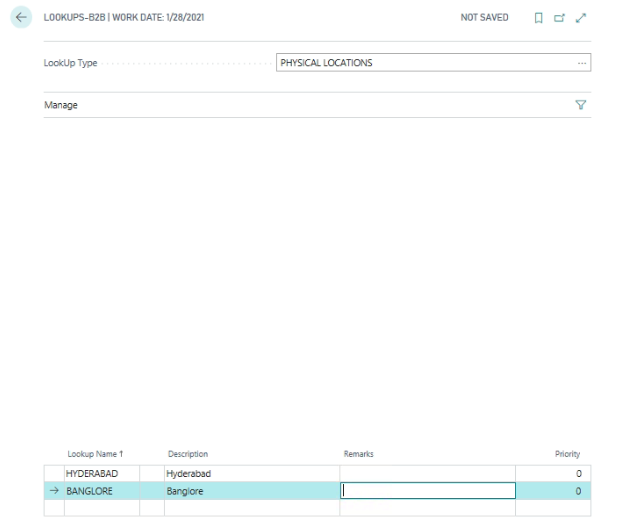 LOOKUPS-B2B | WORK DATE: 1/28/2021 NOT SAVED
LookUp Type PHYSICAL LOCATIONS ...
Manage
Lookup Name ↑ Description Remarks Priority
HYDERABAD Hyderabad 0
→ BANGLORE Banglore 0